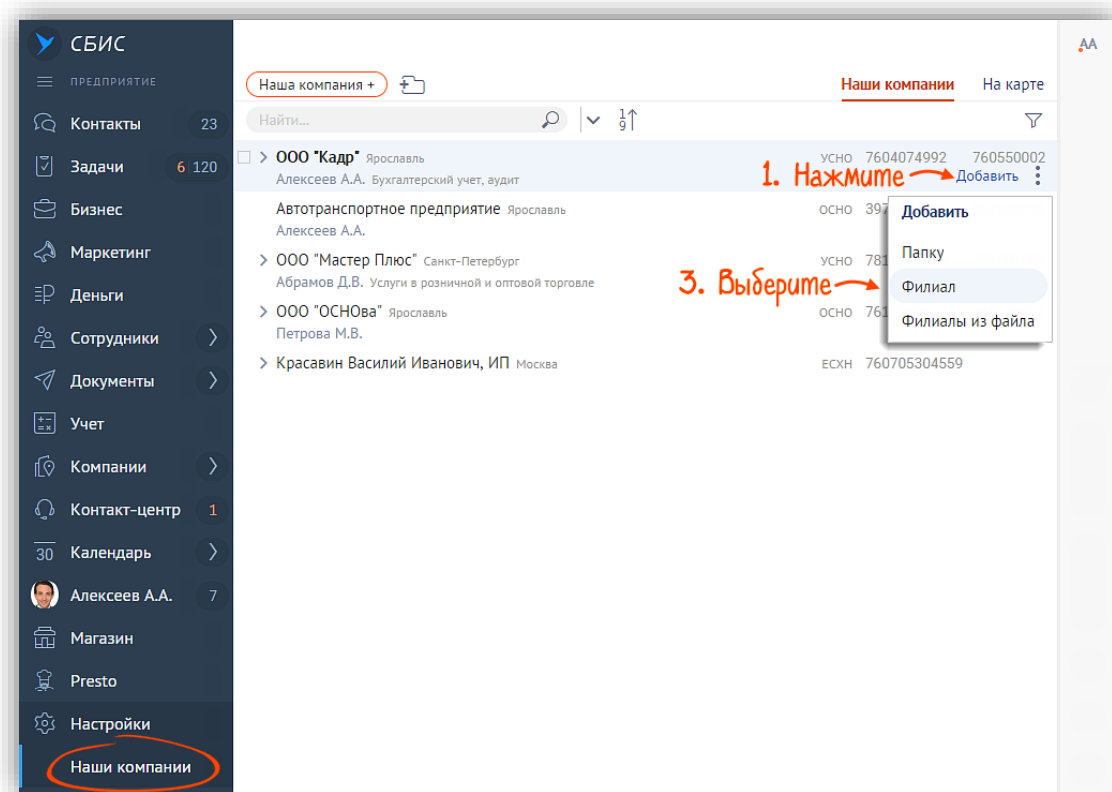 СБИС
ПРЕДПРИЯТИЕ
Контакты 23
Задачи 6 120
Бизнес
Маркетинг
Деньги
Сотрудники
Документы
Учет
Компании
Контакт-центр 1
30 Календарь
Алексеев А.А. 7
Магазин
Presto
Настройки
Наши компании
Наша компания +
Наши компании На карте
АА
Найти...
1
9
ООО "Кадр" Ярославль УСНО 7604074992 760550002
Алексеев А.А. Бухгалтерский учет, аудит
1. Нажмите
Добавить
Автотранспортное предприятие Ярославль ОСНО 397
Алексеев А.А.
ООО "Мастер Плюс" Санкт-Петербург УСНО 781
Абрамов Д.В. Услуги в розничной и оптовой торговле
ООО "ОСНОва" Ярославль ОСНО 761
Петрова М.В.
Красавин Василий Иванович, ИП Москва ЕСХН 760705304559
Добавить
Папку
3. Выберите
Филиал
Филиалы из файла